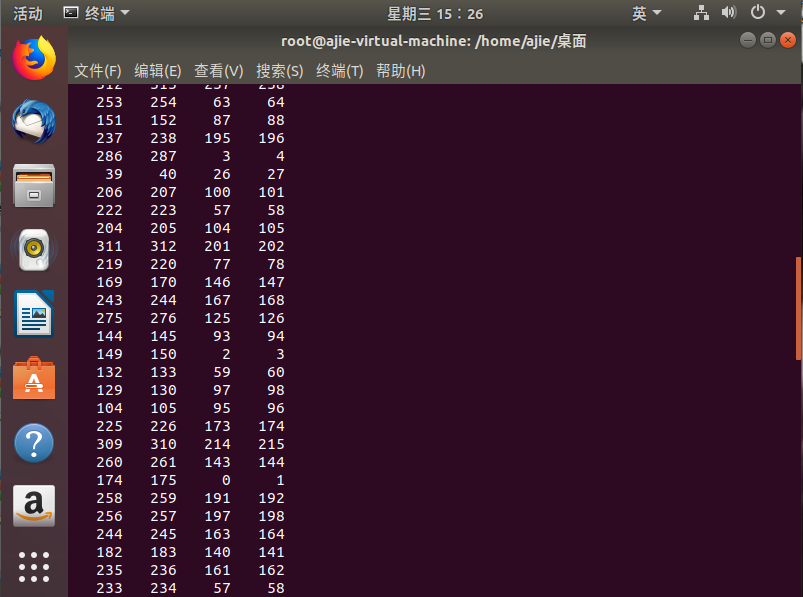 活动 终端 星期三 15：26 英
root@ajie-virtual-machine: /home/ajie/桌面
文件(F) 编辑(E) 查看(V) 搜索(S) 终端(T) 帮助(H)
312 313 237 238
253 254 63 64
151 152 87 88
237 238 195 196
286 287 3 4
39 40 26 27
206 207 100 101
222 223 57 58
204 205 104 105
311 312 201 202
219 220 77 78
169 170 146 147
243 244 167 168
275 276 125 126
144 145 93 94
149 150 2 3
132 133 59 60
129 130 97 98
104 105 95 96
225 226 173 174
309 310 214 215
260 261 143 144
174 175 0 1
258 259 191 192
256 257 197 198
244 245 163 164
182 183 140 141
235 236 161 162
233 234 57 58